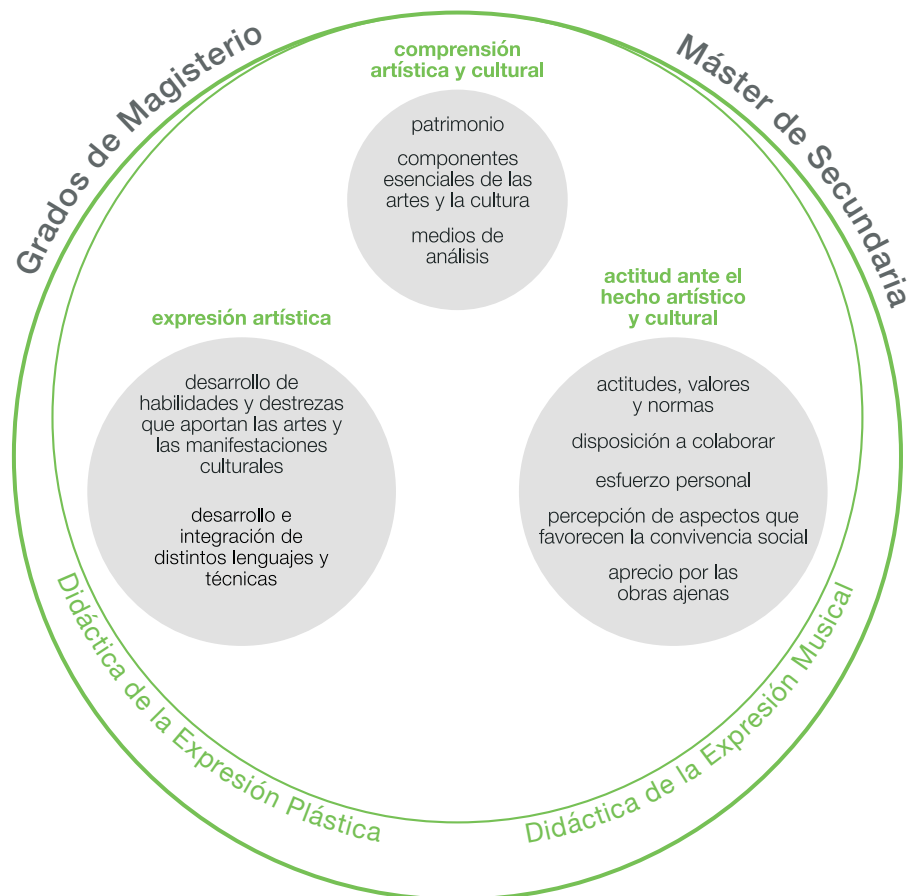 Grados de Magisterio
Máster de Secundaria
comprensión
artística y cultural
patrimonio
componentes
esenciales de las
artes y la cultura
medios de
análisis
expresión artística
desarrollo de
habilidades y destrezas
que aportan las artes y
las manifestaciones
culturales
desarrollo e
integración de
distintos lenguajes y
técnicas
actitud ante el
hecho artístico
y cultural
actitudes, valores
y normas
disposición a colaborar
esfuerzo personal
percepción de aspectos que
favorecen la convivencia social
aprecio por las
obras ajenas
Didáctica de la Expresión Plástica
Didáctica de la Expresión Musical